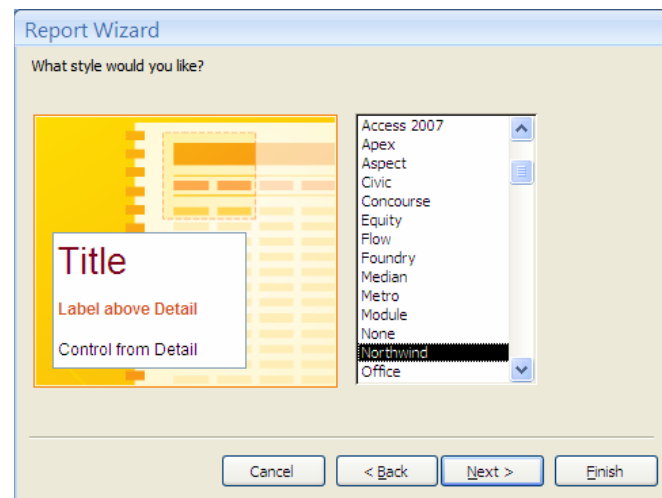 Report Wizard
What style would you like?
Title
Label above Detail
Control from Detail
Access 2007
Apex
Aspect
Civic
Concourse
Equity
Flow
Foundry
Median
Metro
Module
None
Northwind
Office
Cancel
< Back
Next >
Finish